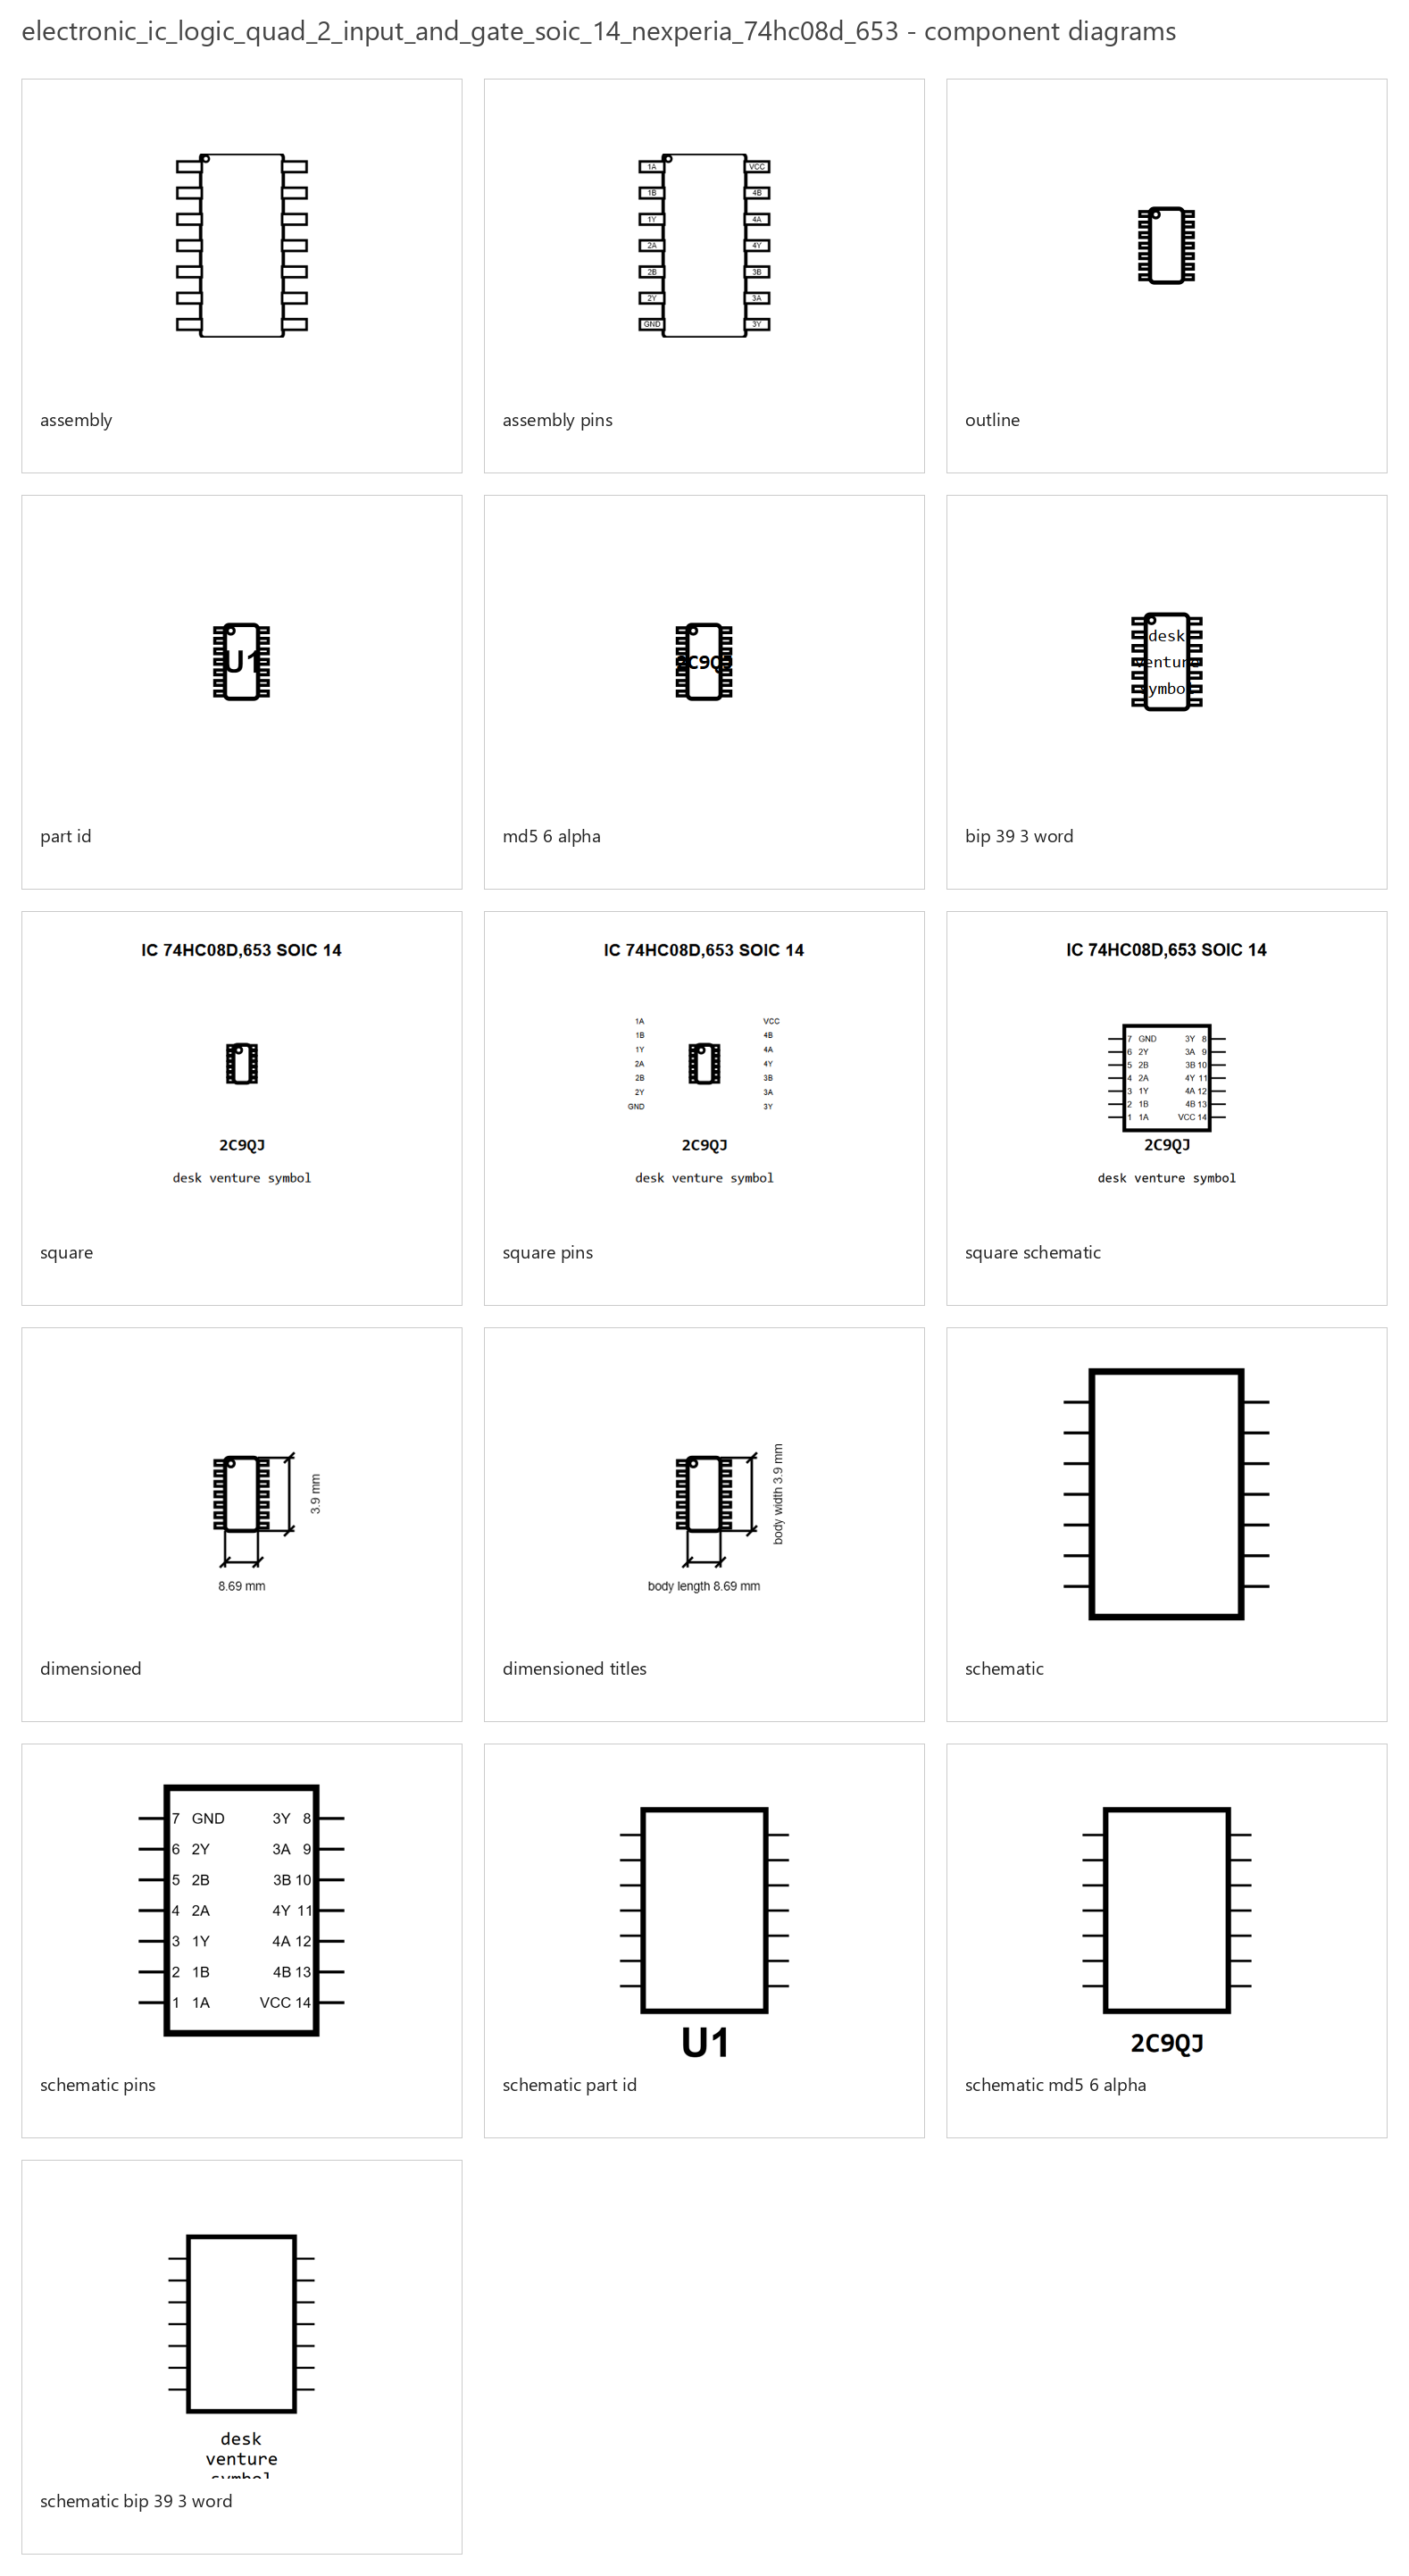 electronic_ic_logic_quad_2_input_and_gate_soic_14_nexperia_74hc08d_653 - component diagrams
assembly
1A VCC
1B 4B
1Y 4A
2A 4Y
2B 3B
2Y 3A
GND 3Y
assembly pins
outline
U1
part id
2C9QJ
md5 6 alpha
desk
venture
symbol
bip 39 3 word
IC 74HC08D,653 SOIC 14
2C9QJ
desk venture symbol
square
IC 74HC08D,653 SOIC 14
1A VCC
1B 4B
1Y 4A
2A 4Y
2B 3B
2Y 3A
GND 3Y
2C9QJ
desk venture symbol
square pins
IC 74HC08D,653 SOIC 14
7 GND 3Y 8
6 2Y 3A 9
5 2B 3B 10
4 2A 4Y 11
3 1Y 4A 12
2 1B 4B 13
1 1A VCC 14
2C9QJ
desk venture symbol
square schematic
3.9 mm
8.69 mm
dimensioned
body width 3.9 mm
body length 8.69 mm
dimensioned titles
schematic
7 GND 3Y 8
6 2Y 3A 9
5 2B 3B 10
4 2A 4Y 11
3 1Y 4A 12
2 1B 4B 13
1 1A VCC 14
schematic pins
U1
schematic part id
2C9QJ
schematic md5 6 alpha
desk
venture
symbol
schematic bip 39 3 word